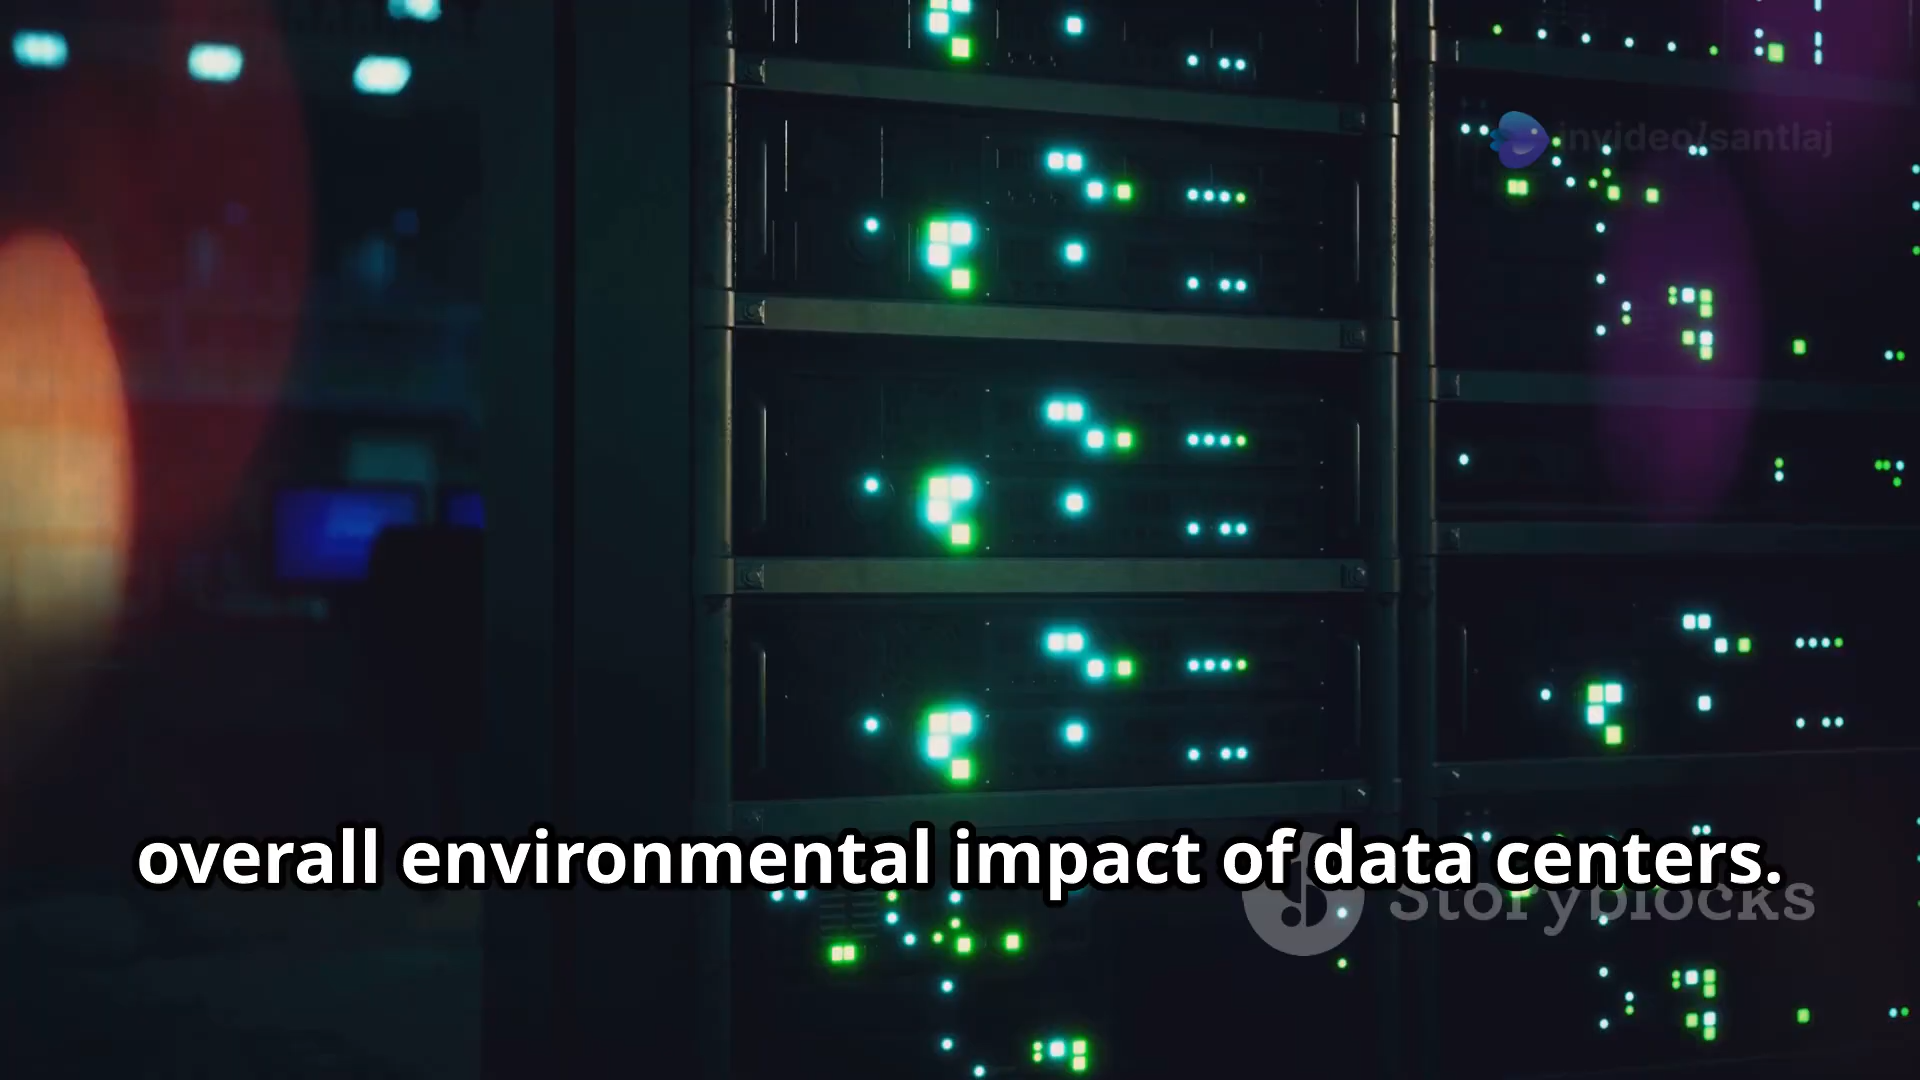 invideo/santlaj
overall environmental impact of data centers.
Storyblocks